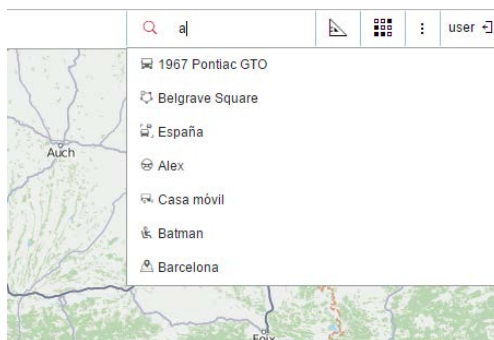 a
user
1967 Pontiac GTO
Belgrave Square
España
Alex
Casa móvil
Batman
Barcelona
Auch
Foix